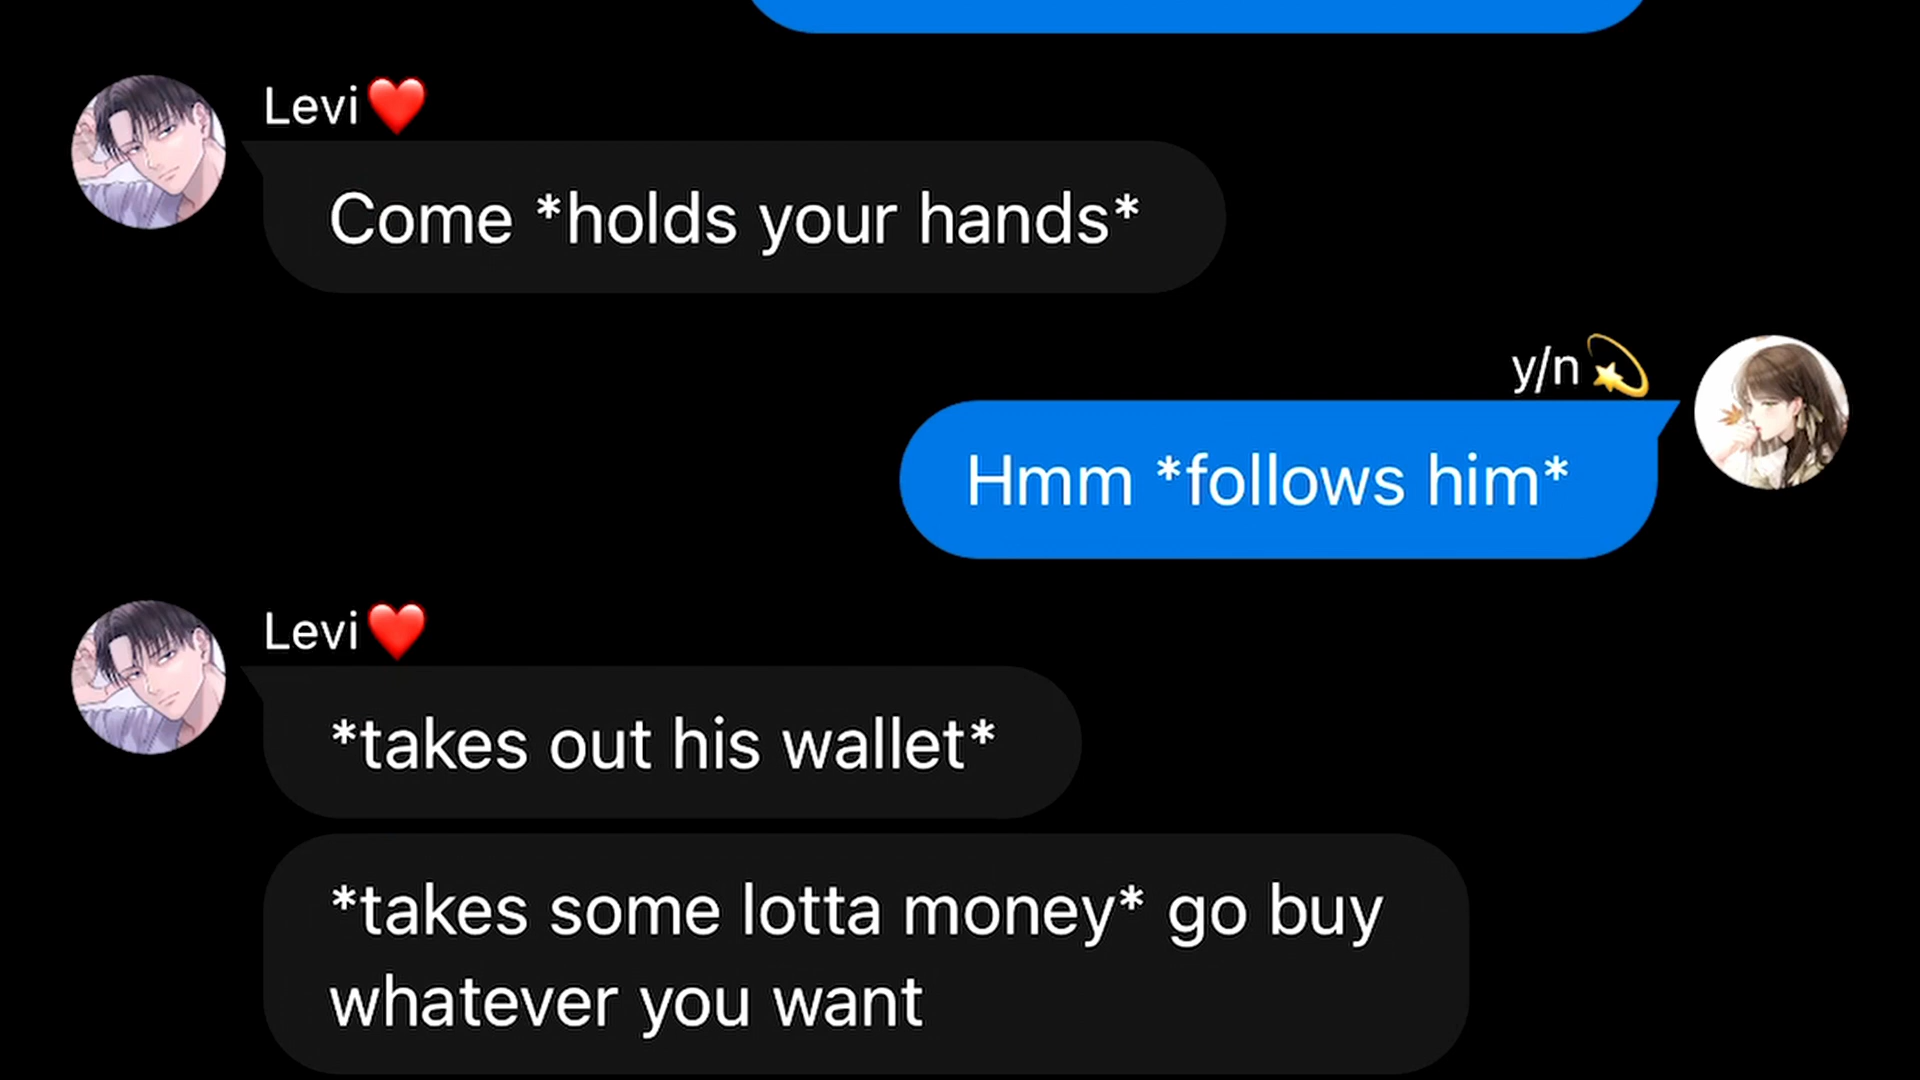 Levi❤️
Come *holds your hands*
y/n💫
Hmm *follows him*
Levi❤️
*takes out his wallet*
*takes some lotta money* go buy
whatever you want